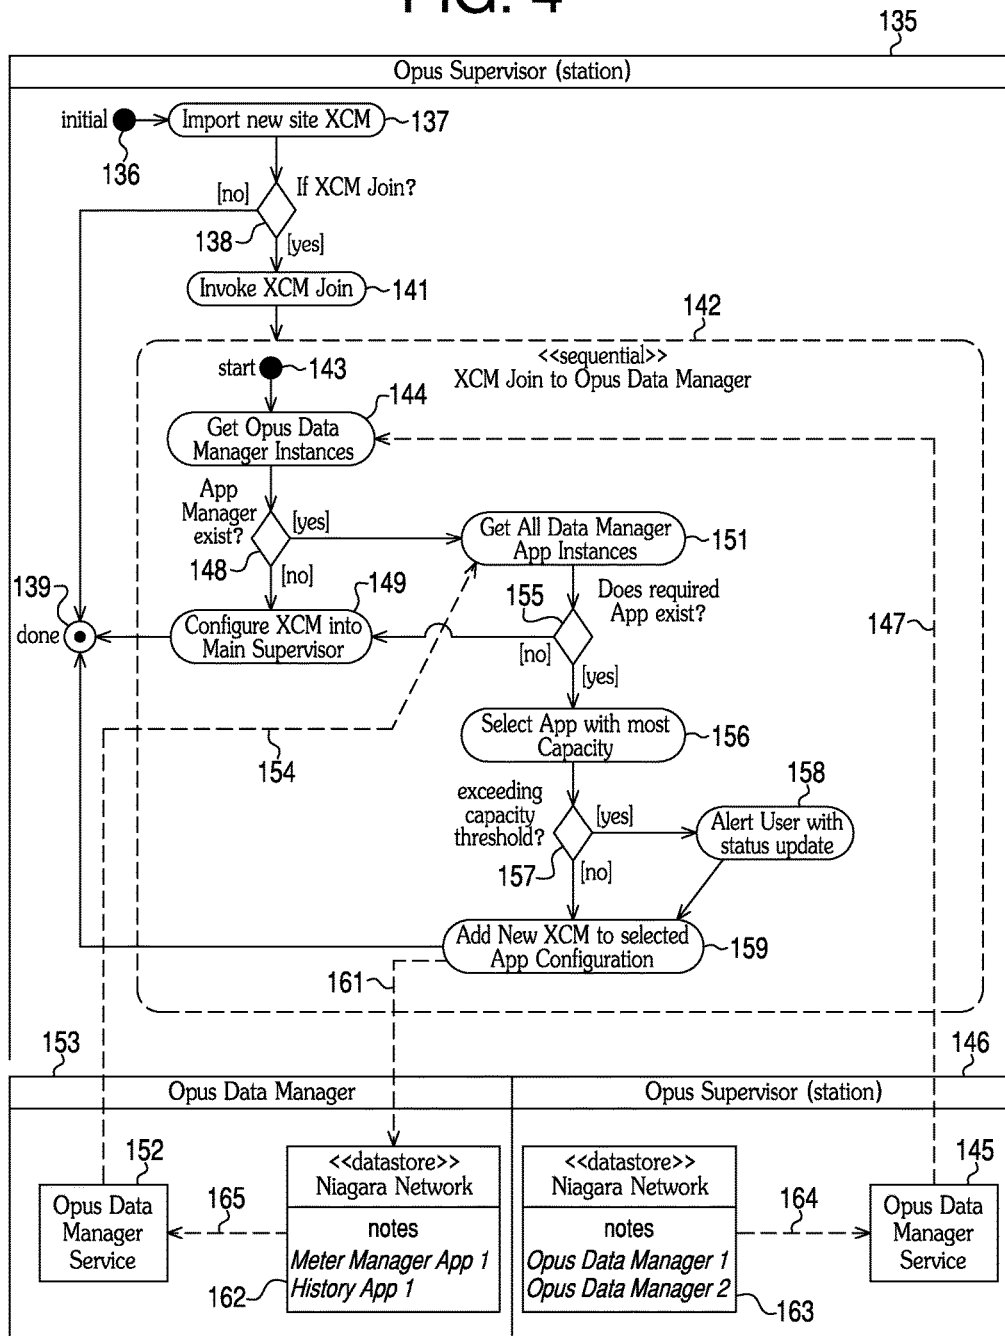 FIG. 4
135
Opus Supervisor (station)
initial
136
Import new site XCM
137
[no]
If XCM Join?
138
[yes]
Invoke XCM Join
141
142
<<sequential>>
XCM Join to Opus Data Manager
start
143
144
Get Opus Data
Manager Instances
App
Manager
exist?
[yes]
148
[no]
Get All Data Manager
App Instances
151
139
149
done
Configure XCM into
Main Supervisor
155
Does required
App exist?
[no]
[yes]
147
154
Select App with most
Capacity
156
exceeding
capacity
threshold?
[yes]
157
[no]
158
Alert User with
status update
Add New XCM to selected
App Configuration
159
161
153
146
Opus Data Manager
Opus Supervisor (station)
152
Opus Data
Manager
Service
165
<<datastore>>
Niagara Network
notes
Meter Manager App 1
History App 1
162
<<datastore>>
Niagara Network
notes
Opus Data Manager 1
Opus Data Manager 2
163
164
145
Opus Data
Manager
Service